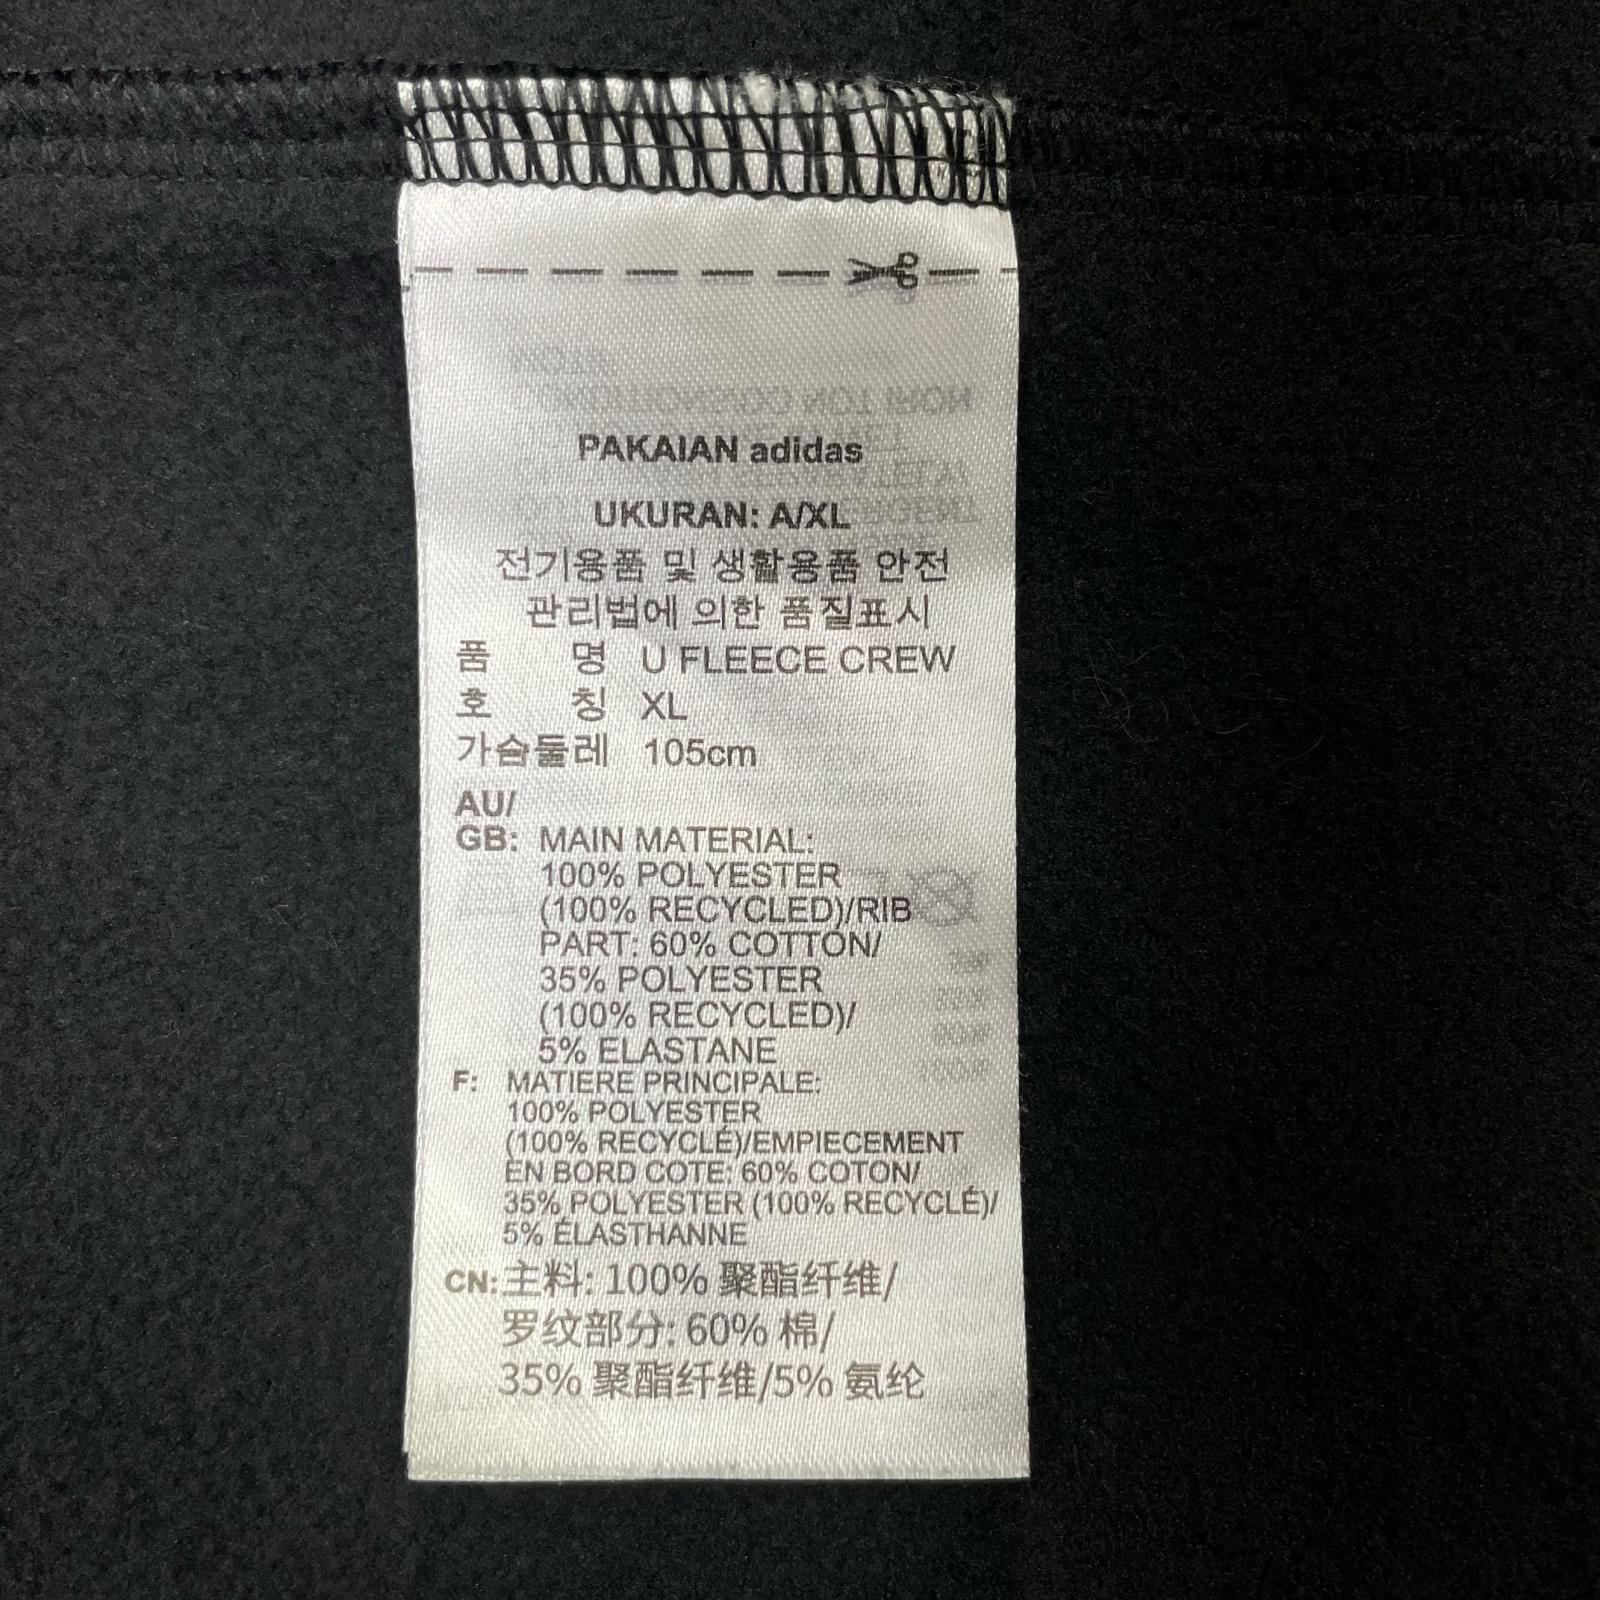 PAKAIAN adidas
UKURAN: A/XL
전기용품 및 생활용품 안전
관리법에 의한 품질표시
품 명 U FLEECE CREW
호 칭 XL
가슴둘레 105cm
AU/
GB: MAIN MATERIAL:
100% POLYESTER
(100% RECYCLED)/RIB
PART: 60% COTTON/
35% POLYESTER
(100% RECYCLED)/
5% ELASTANE
F: MATIERE PRINCIPALE:
100% POLYESTER
(100% RECYCLÉ)/EMPIECEMENT
EN BORD COTE: 60% COTON/
35% POLYESTER (100% RECYCLÉ)/
5% ÉLASTHANNE
CN: 主料: 100% 聚酯纤维/
罗纹部分: 60% 棉/
35% 聚酯纤维/5% 氨纶